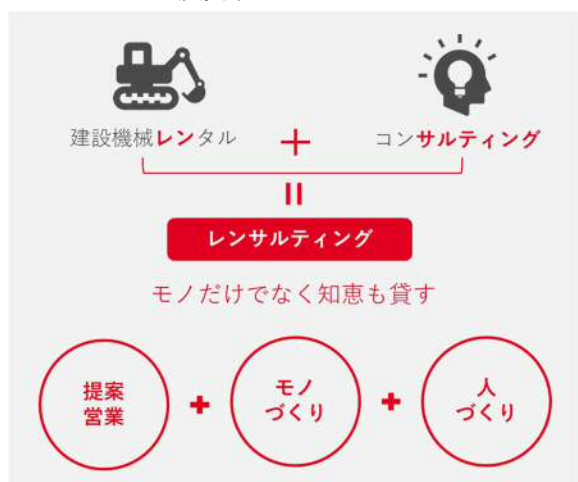 建設機械レンタル
+
コンサルティング
=
レンサルティング
モノだけでなく知恵も貸す
提案
営業
+
モノ
づくり
+
人
づくり